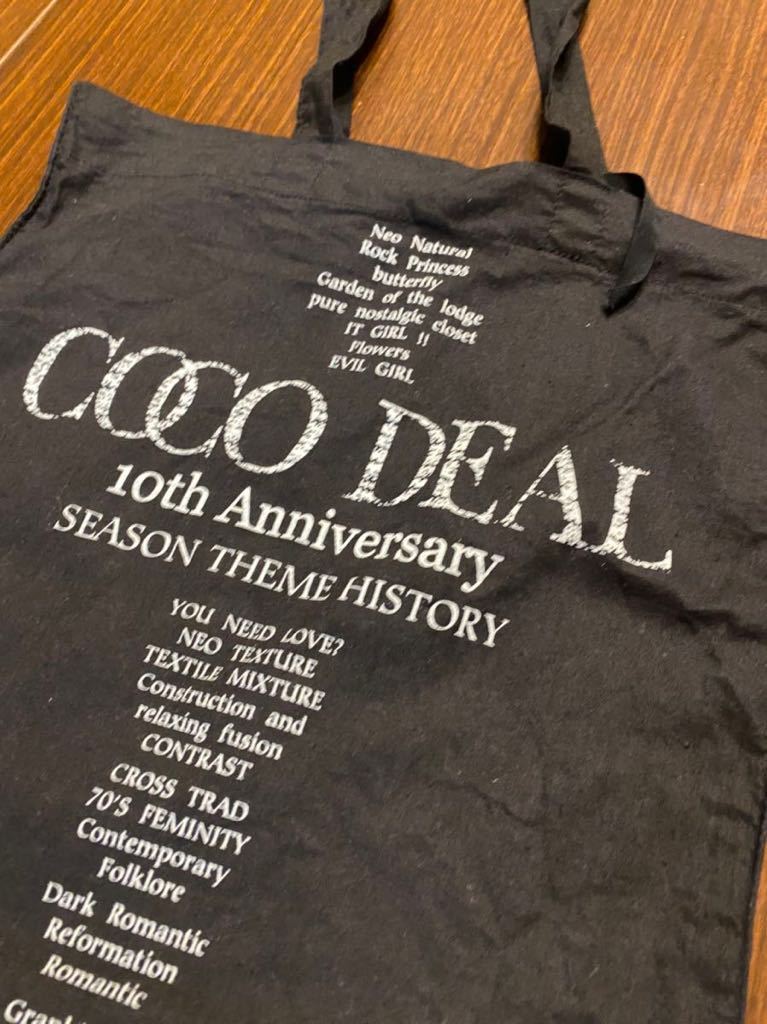 Neo Natural
Rock Princess
butterfly
Garden of the lodge
pure nostalgic closet
IT GIRL !!
Flowers
EVIL GIRL
COCO DEAL
10th Anniversary
SEASON THEME HISTORY
YOU NEED LOVE?
NEO TEXTURE
TEXTILE MIXTURE
Construction and
relaxing fusion
CONTRAST
CROSS TRAD
70'S FEMINITY
Contemporary
Folklore
Dark Romantic
Reformation
Romantic